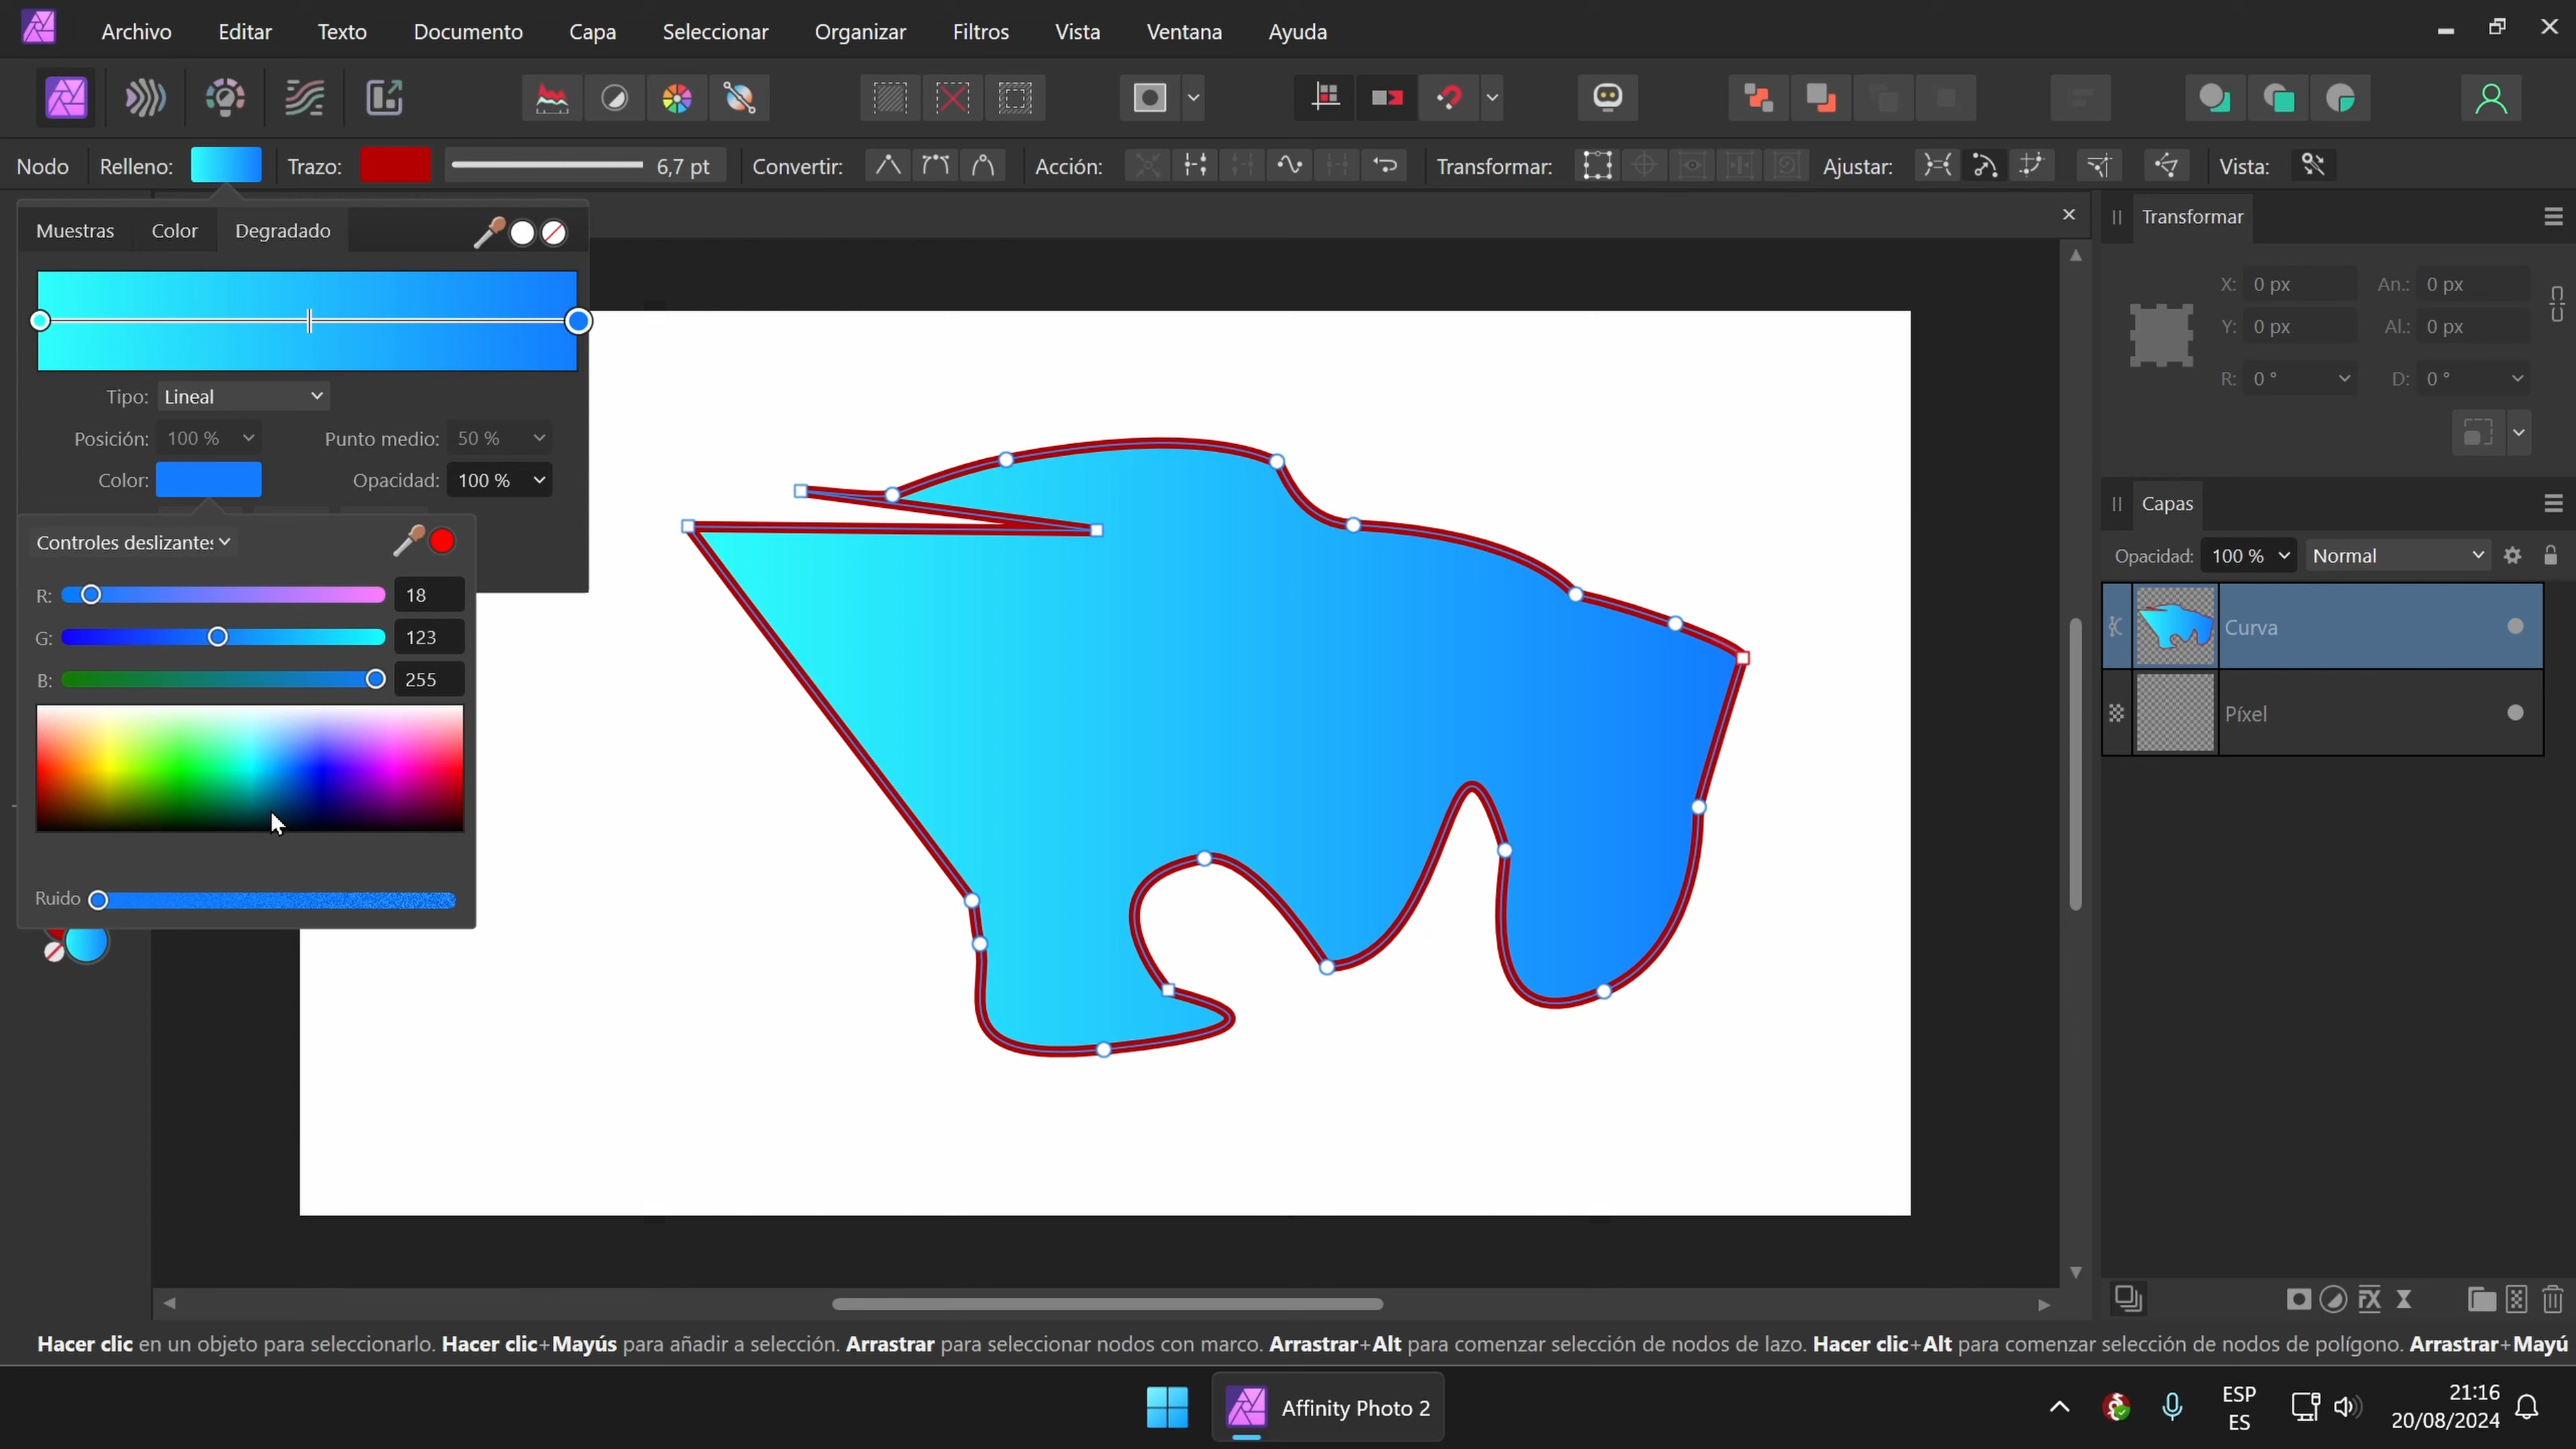 Archivo Editar Texto Documento Capa Seleccionar Organizar Filtros Vista Ventana Ayuda
Nodo Relleno: Trazo: 6,7 pt Convertir: Acción: Transformar: Ajustar: Vista:
Muestras Color Degradado
Tipo: Lineal
Posición: 100 % Punto medio: 50 %
Color: Opacidad: 100 %
Controles deslizantes
R: 18
G: 123
B: 255
Ruido
Transformar
X: 0 px An.: 0 px
Y: 0 px Al.: 0 px
R: 0 ° D: 0 °
Capas
Opacidad: 100 % Normal
Curva
Píxel
Hacer clic en un objeto para seleccionarlo. Hacer clic+Mayús para añadir a selección. Arrastrar para seleccionar nodos con marco. Arrastrar+Alt para comenzar selección de nodos de lazo. Hacer clic+Alt para comenzar selección de nodos de polígono. Arrastrar+Mayú
Affinity Photo 2
ESP
ES
21:16
20/08/2024